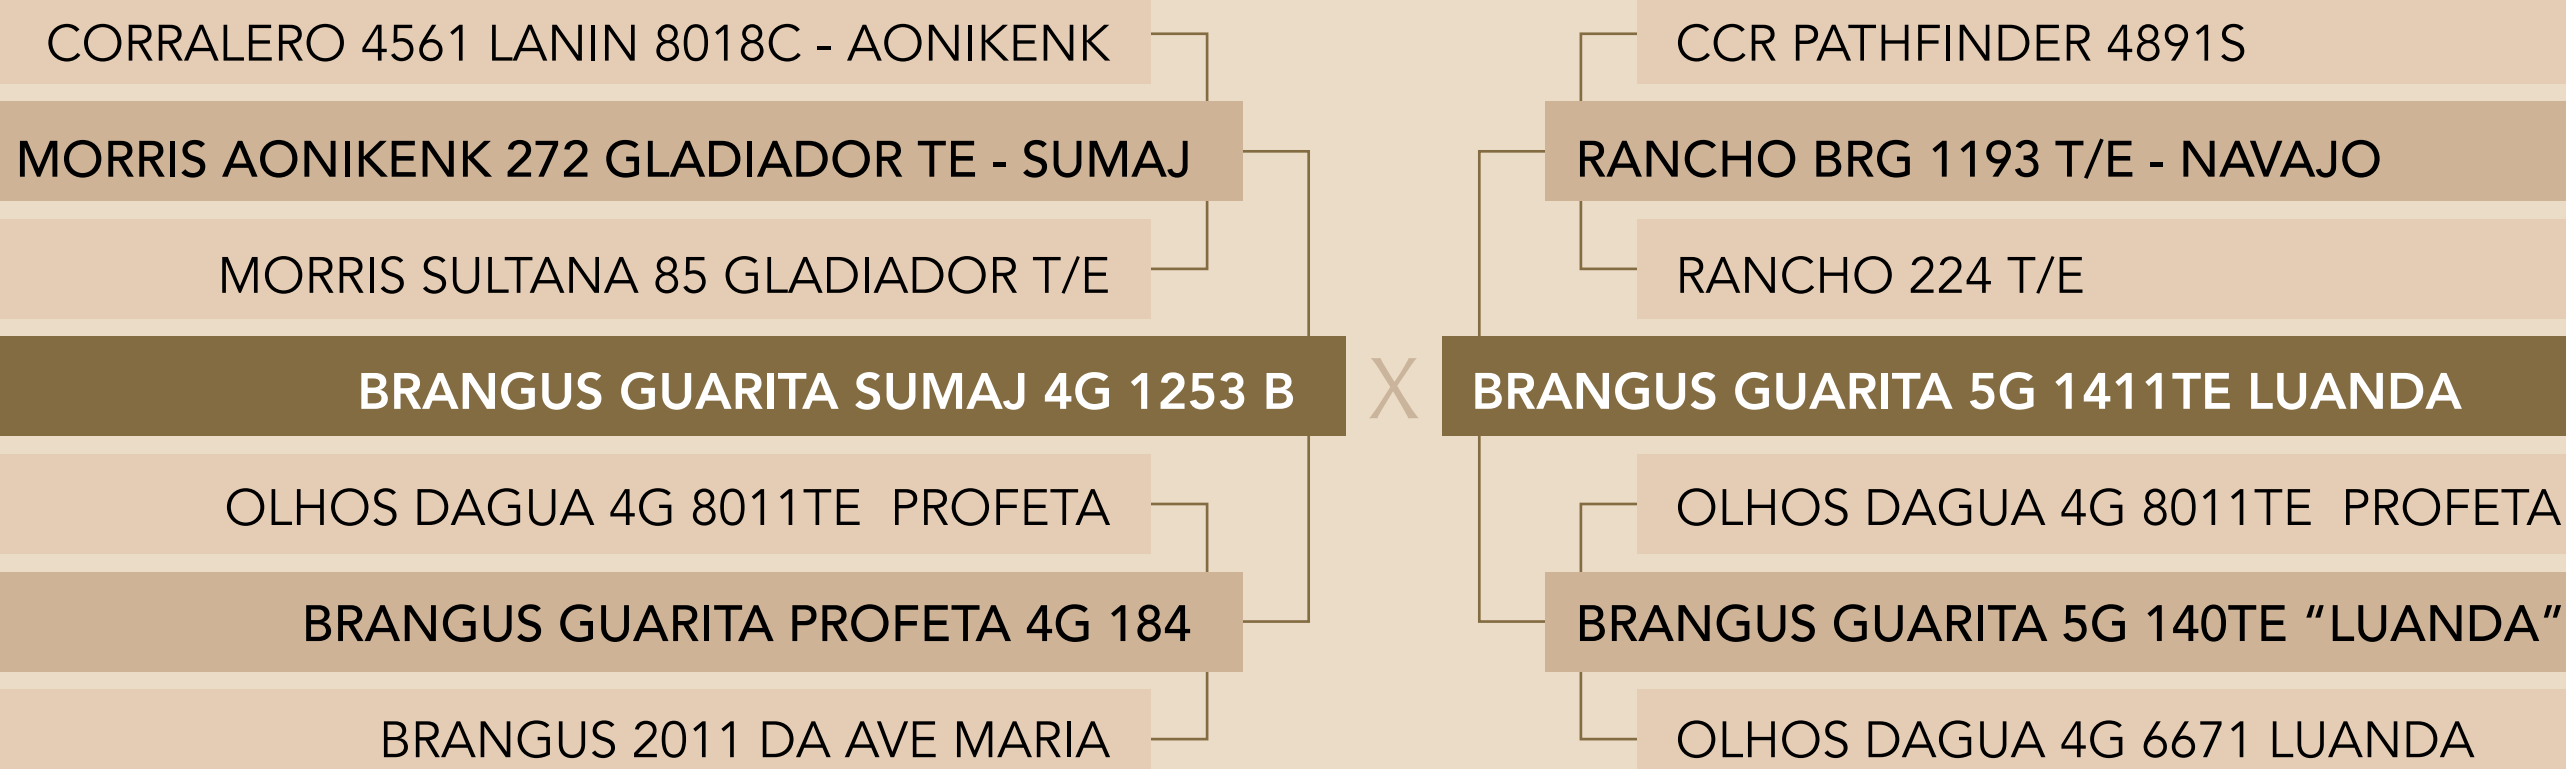 CORRALERO 4561 LANIN 8018C - AONIKENK
MORRIS AONIKENK 272 GLADIADOR TE - SUMAJ
MORRIS SULTANA 85 GLADIADOR T/E
BRANGUS GUARITA SUMAJ 4G 1253 B
OLHOS DAGUA 4G 8011TE  PROFETA
BRANGUS GUARITA PROFETA 4G 184
BRANGUS 2011 DA AVE MARIA
X
CCR PATHFINDER 4891S
RANCHO BRG 1193 T/E - NAVAJO
RANCHO 224 T/E
BRANGUS GUARITA 5G 1411TE LUANDA
OLHOS DAGUA 4G 8011TE  PROFETA
BRANGUS GUARITA 5G 140TE “LUANDA”
OLHOS DAGUA 4G 6671 LUANDA